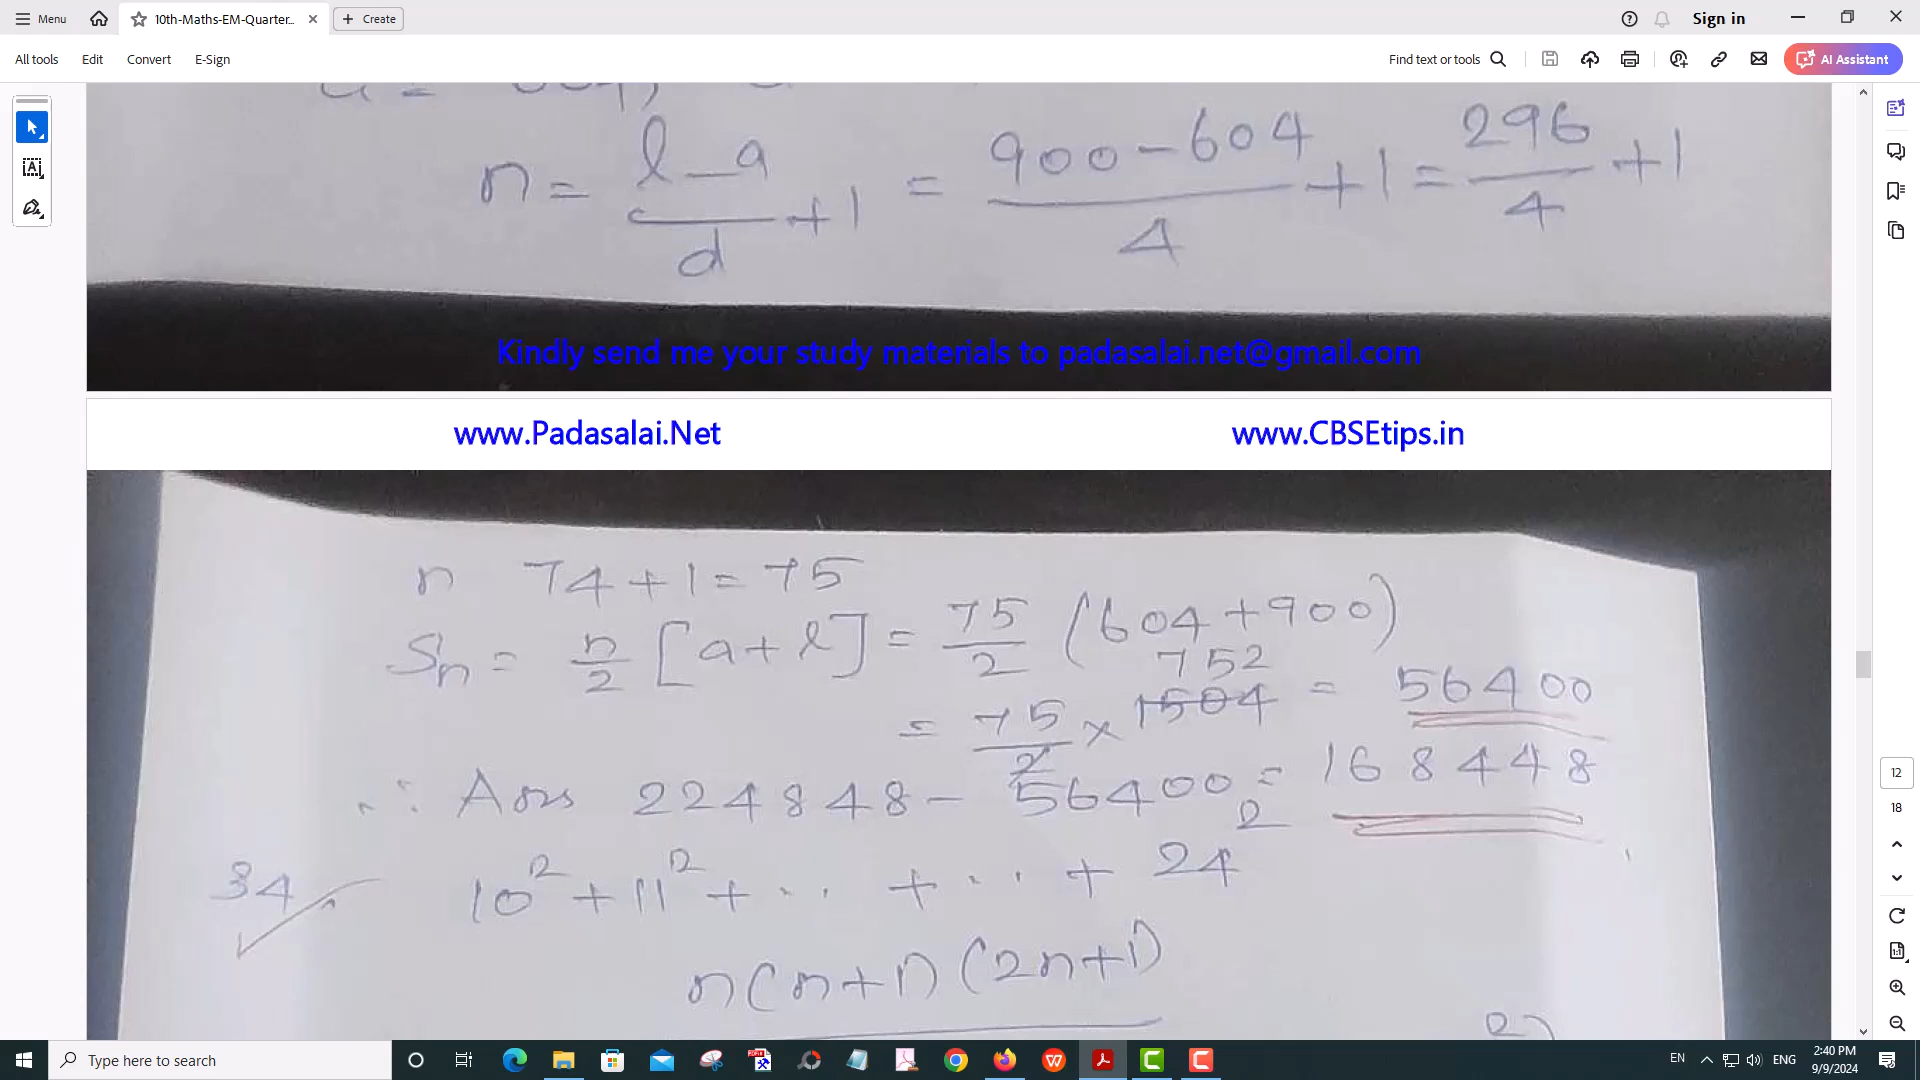 Menu
10th-Maths-EM-Quarter...
Create
Sign in
All tools
Edit
Convert
E-Sign
Find text or tools
AI Assistant
n = l - a / d + 1 = 900 - 604 / 4 + 1 = 296 / 4 + 1
Kindly send me your study materials to padasalai.net@gmail.com
www.Padasalai.Net
www.CBSEtips.in
n 74 + 1 = 75
Sn = n/2 [a + l] = 75/2 (604 + 900)
752
= 75/2 × 1504 = 56400
∴ Ans 224848 - 56400 = 168448
34
10² + 11² + .. + .. + 24²
n(n+1)(2n+1)
12
18
Type here to search
EN
ENG
2:40 PM
9/9/2024